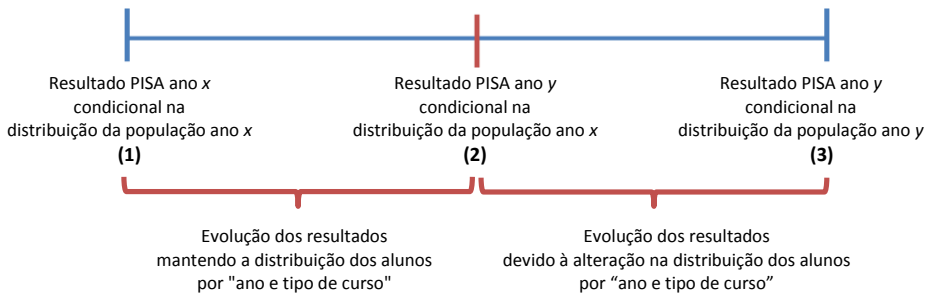 Resultado PISA ano x
condicional na
distribuição da população ano x
(1)
Resultado PISA ano y
condicional na
distribuição da população ano x
(2)
Resultado PISA ano y
condicional na
distribuição da população ano y
(3)
Evolução dos resultados
mantendo a distribuição dos alunos
por "ano e tipo de curso"
Evolução dos resultados
devido à alteração na distribuição dos alunos
por “ano e tipo de curso”